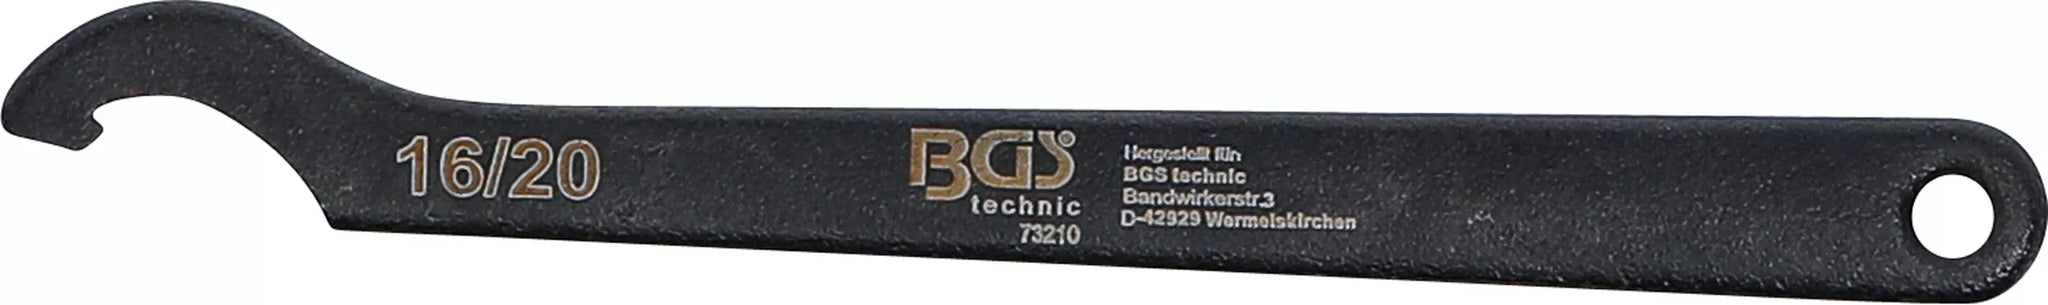 16/20
BGS®
technic
73210
Hergestellt für:
BGS technic
Bandwirkerstr.3
D-42929 Wermelskirchen